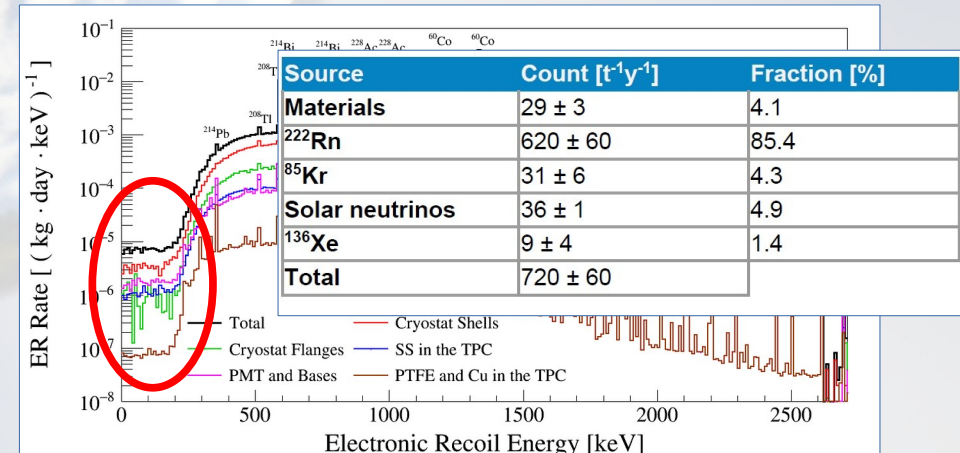 10⁻¹
10⁻²
10⁻³
10⁻⁴
10⁻⁵
10⁻⁶
10⁻⁷
10⁻⁸
ER Rate [ ( kg · day · keV ) ⁻¹ ]
²¹⁴Bi ²¹⁴Bi ²²⁸Ac ²²⁸Ac ⁶⁰Co ⁶⁰Co
²¹⁴Pb ²⁰⁸Tl
Source Count [t⁻¹y⁻¹] Fraction [%]
Materials 29 ± 3 4.1
²²²Rn 620 ± 60 85.4
⁸⁵Kr 31 ± 6 4.3
Solar neutrinos 36 ± 1 4.9
¹³⁶Xe 9 ± 4 1.4
Total 720 ± 60
Total Cryostat Shells
Cryostat Flanges SS in the TPC
PMT and Bases PTFE and Cu in the TPC
0 500 1000 1500 2000 2500
Electronic Recoil Energy [keV]